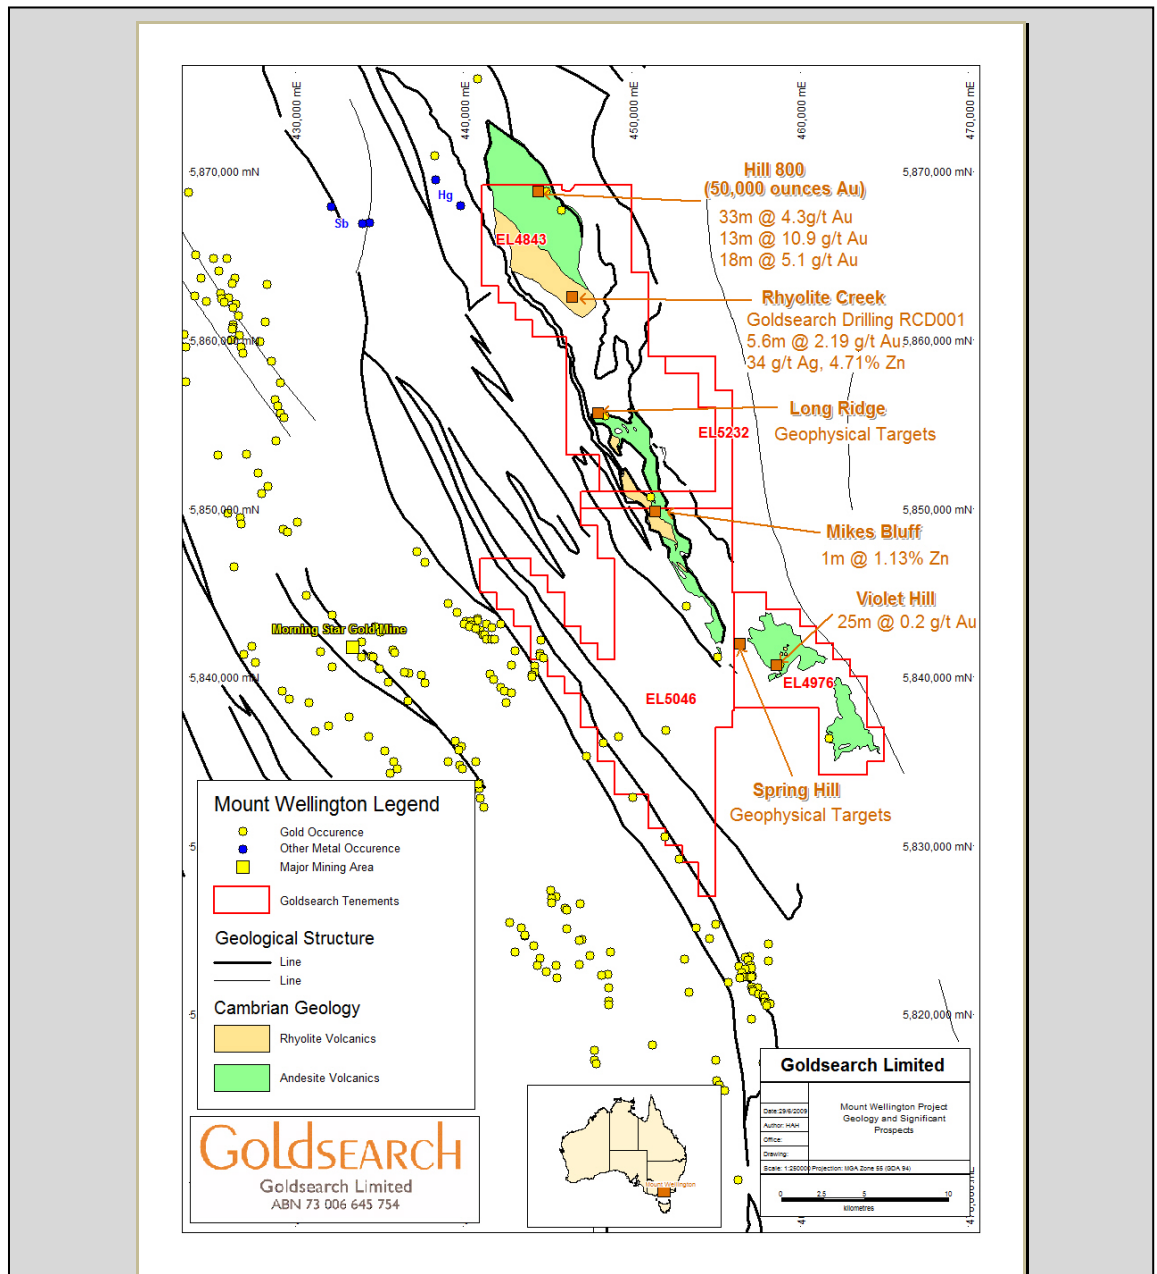 430,000 mE
440,000 mE
450,000 mE
460,000 mE
470,000 mE
5,870,000 mN
5,870,000 mN
Hill 800
(50,000 ounces Au)
33m @ 4.3g/t Au
13m @ 10.9 g/t Au
18m @ 5.1 g/t Au
Hg
Sb
EL4843
Rhyolite Creek
Goldsearch Drilling RCD001
5.6m @ 2.19 g/t Au
34 g/t Ag, 4.71% Zn
5,860,000 mN
5,860,000 mN
Long Ridge
Geophysical Targets
EL5232
5,850,000 mN
5,850,000 mN
Mikes Bluff
1m @ 1.13% Zn
Violet Hill
25m @ 0.2 g/t Au
Morning Star Gold Mine
5,840,000 mN
5,840,000 mN
EL4976
EL5046
Spring Hill
Geophysical Targets
5,830,000 mN
5,820,000 mN
Mount Wellington Legend
Gold Occurence
Other Metal Occurence
Major Mining Area
Goldsearch Tenements
Geological Structure
Line
Line
Cambrian Geology
Rhyolite Volcanics
Andesite Volcanics
GOLDSEARCH
Goldsearch Limited
ABN 73 006 645 754
Mount Wellington
Goldsearch Limited
Mount Wellington Project
Geology and Significant
Prospects
Date:29/6/2009
Author: HAH
Office:
Drawing:
Scale: 1:250000 Projection: MGA Zone 55 (GDA 94)
0 2.5 5 10
kilometres